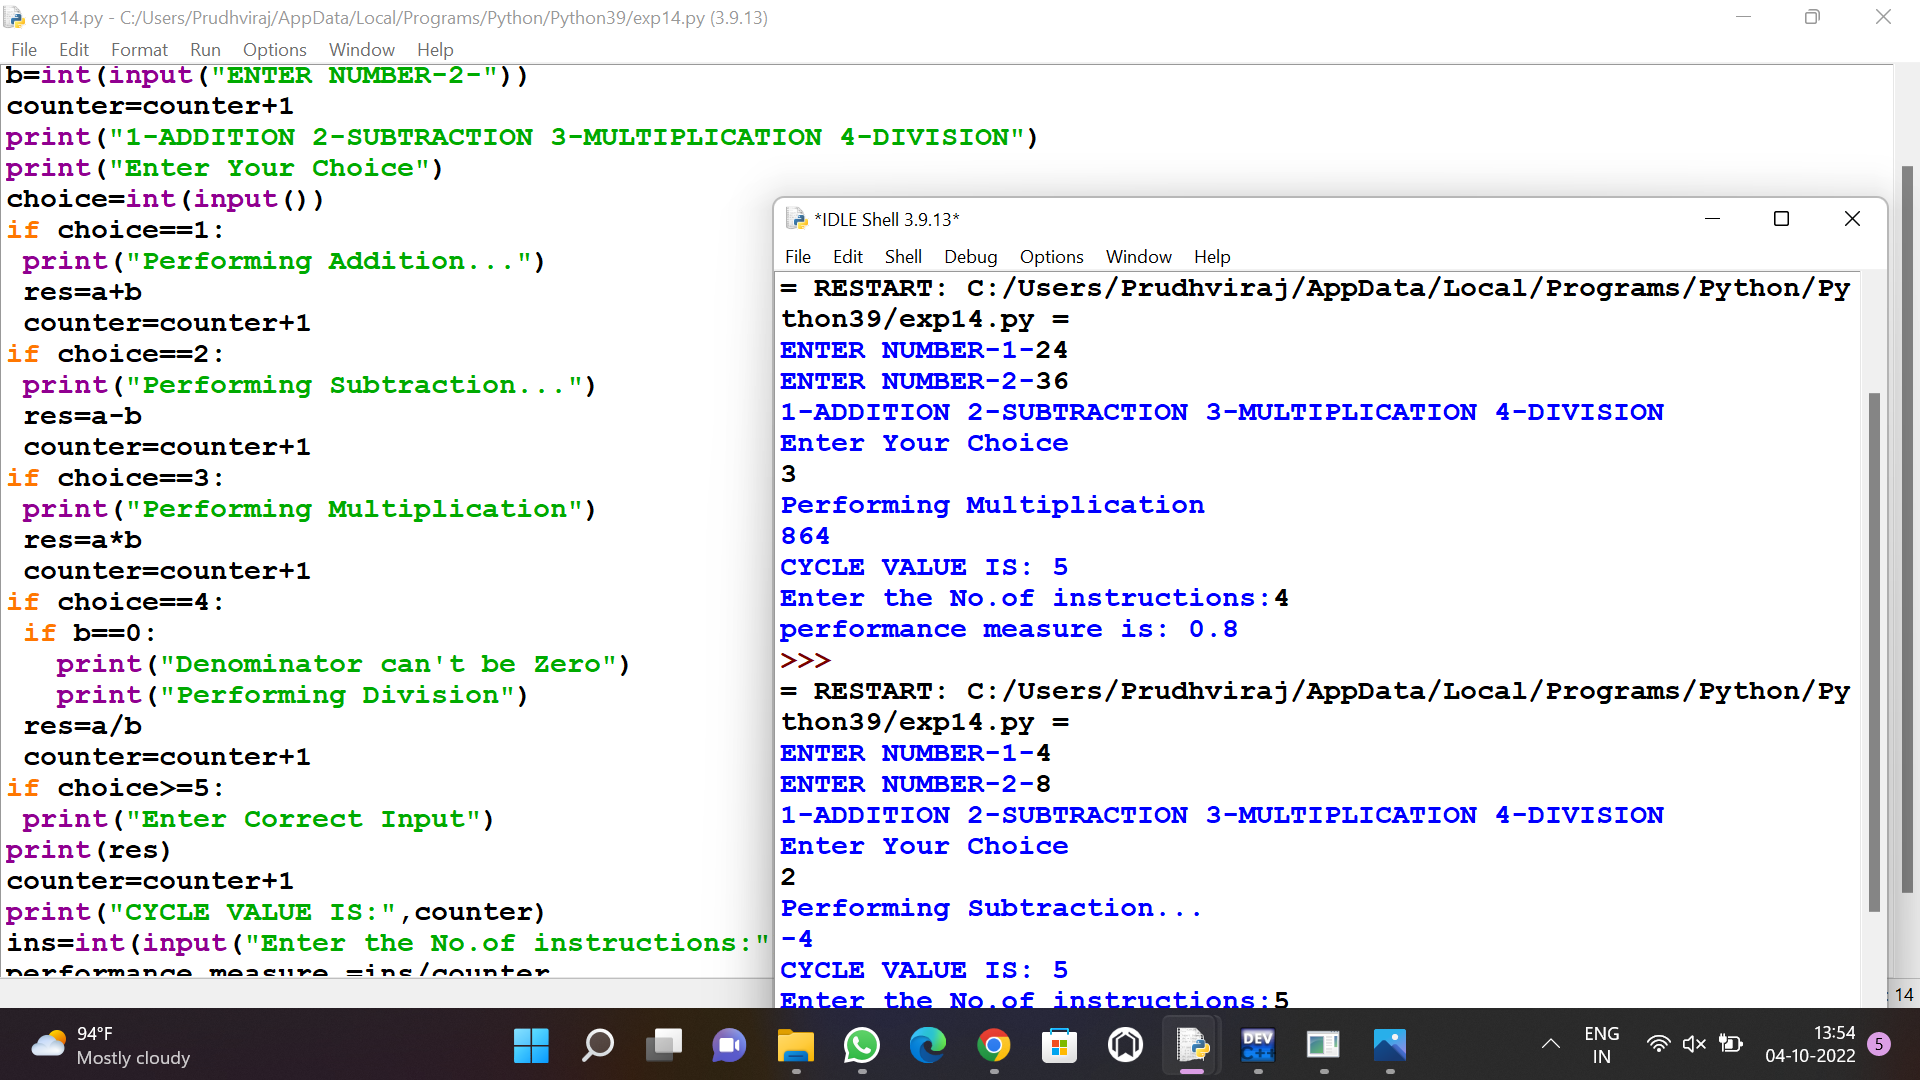 exp14.py - C:/Users/Prudhviraj/AppData/Local/Programs/Python/Python39/exp14.py (3.9.13)
File Edit Format Run Options Window Help
b=int(input("ENTER NUMBER-2-"))
counter=counter+1
print("1-ADDITION 2-SUBTRACTION 3-MULTIPLICATION 4-DIVISION")
print("Enter Your Choice")
choice=int(input())
if choice==1:
 print("Performing Addition...")
 res=a+b
 counter=counter+1
if choice==2:
 print("Performing Subtraction...")
 res=a-b
 counter=counter+1
if choice==3:
 print("Performing Multiplication")
 res=a*b
 counter=counter+1
if choice==4:
 if b==0:
   print("Denominator can't be Zero")
   print("Performing Division")
 res=a/b
 counter=counter+1
if choice>=5:
 print("Enter Correct Input")
print(res)
counter=counter+1
print("CYCLE VALUE IS:",counter)
ins=int(input("Enter the No.of instructions:"
performance_measure =ins/counter
*IDLE Shell 3.9.13*
File Edit Shell Debug Options Window Help
= RESTART: C:/Users/Prudhviraj/AppData/Local/Programs/Python/Py
thon39/exp14.py =
ENTER NUMBER-1-24
ENTER NUMBER-2-36
1-ADDITION 2-SUBTRACTION 3-MULTIPLICATION 4-DIVISION
Enter Your Choice
3
Performing Multiplication
864
CYCLE VALUE IS: 5
Enter the No.of instructions:4
performance measure is: 0.8
>>>
= RESTART: C:/Users/Prudhviraj/AppData/Local/Programs/Python/Py
thon39/exp14.py =
ENTER NUMBER-1-4
ENTER NUMBER-2-8
1-ADDITION 2-SUBTRACTION 3-MULTIPLICATION 4-DIVISION
Enter Your Choice
2
Performing Subtraction...
-4
CYCLE VALUE IS: 5
Enter the No.of instructions:5
: 14
94°F
Mostly cloudy
DEV
C++
ENG
IN
13:54
04-10-2022
5